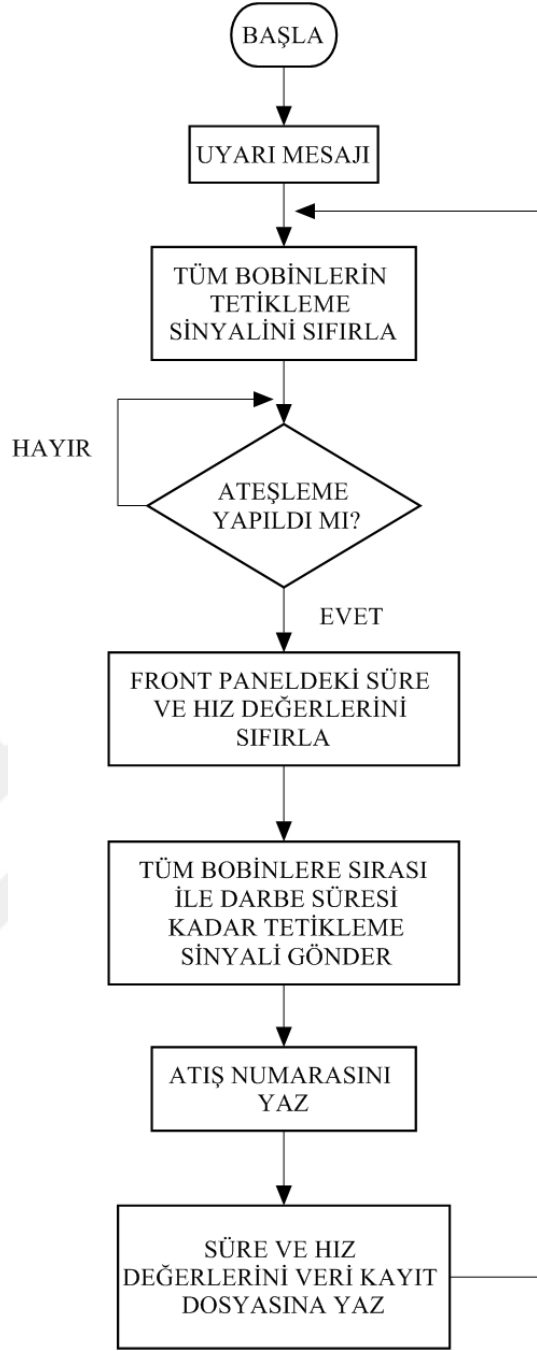 BAŞLA
UYARI MESAJI
TÜM BOBİNLERİN
TETİKLEME
SİNYALİNİ SIFIRLA
HAYIR
ATEŞLEME
YAPILDI MI?
EVET
FRONT PANELDEKİ SÜRE
VE HIZ DEĞERLERİNİ
SIFIRLA
TÜM BOBİNLERE SIRASI
İLE DARBE SÜRESİ
KADAR TETİKLEME
SİNYALİ GÖNDER
ATIŞ NUMARASINI
YAZ
SÜRE VE HIZ
DEĞERLERİNİ VERİ KAYIT
DOSYASINA YAZ